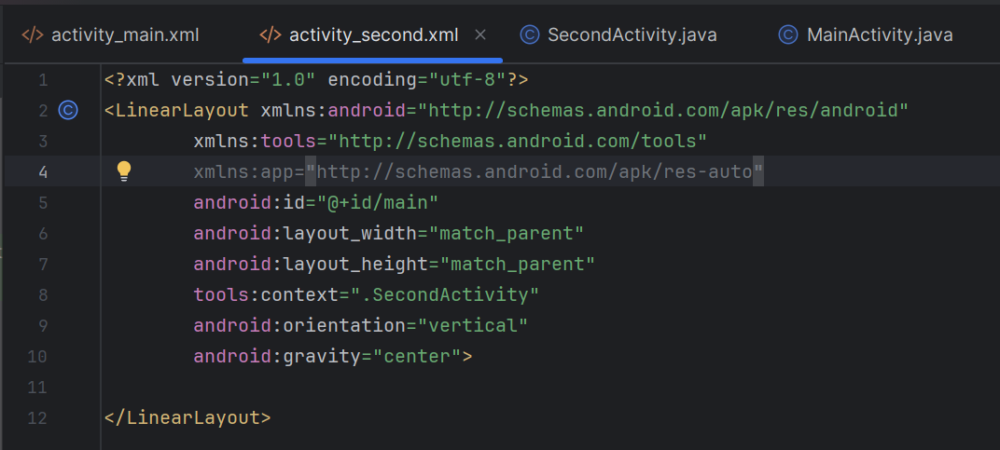 activity_main.xml activity_second.xml × SecondActivity.java MainActivity.java
1 <?xml version="1.0" encoding="utf-8"?>
2 <LinearLayout xmlns:android="http://schemas.android.com/apk/res/android"
3 xmlns:tools="http://schemas.android.com/tools"
4 xmlns:app="http://schemas.android.com/apk/res-auto"
5 android:id="@+id/main"
6 android:layout_width="match_parent"
7 android:layout_height="match_parent"
8 tools:context=".SecondActivity"
9 android:orientation="vertical"
10 android:gravity="center">
11
12 </LinearLayout>